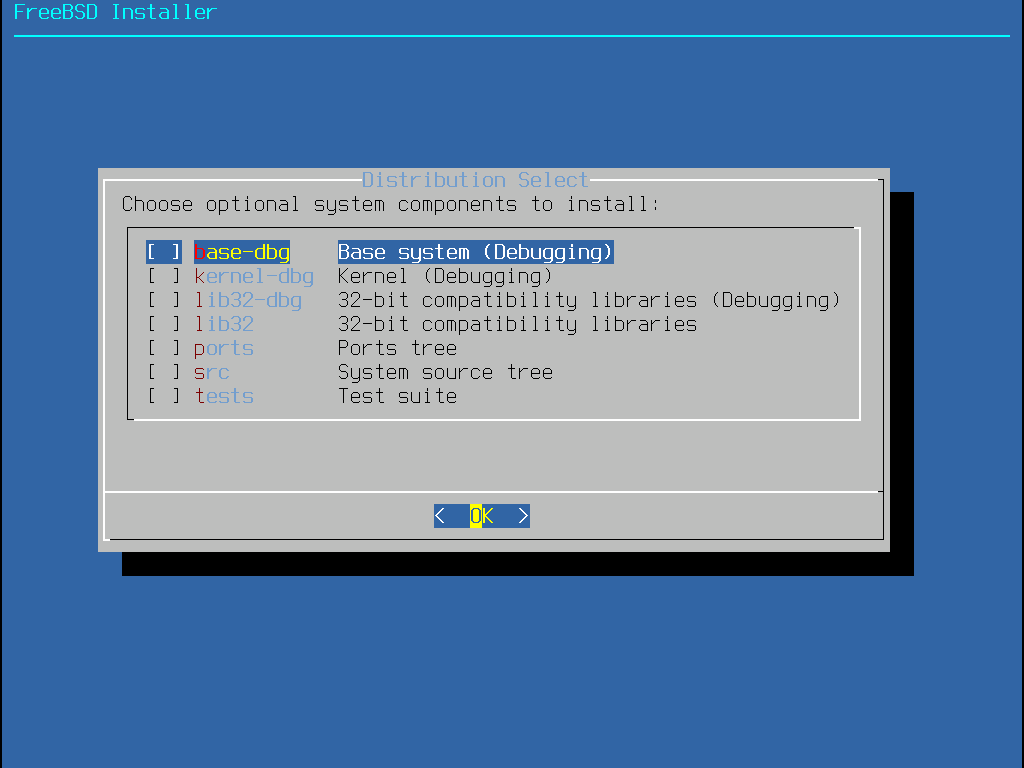 FreeBSD Installer
Distribution Select
Choose optional system components to install:
[ ] base-dbg Base system (Debugging)
[ ] kernel-dbg Kernel (Debugging)
[ ] lib32-dbg 32-bit compatibility libraries (Debugging)
[ ] lib32 32-bit compatibility libraries
[ ] ports Ports tree
[ ] src System source tree
[ ] tests Test suite
< OK >